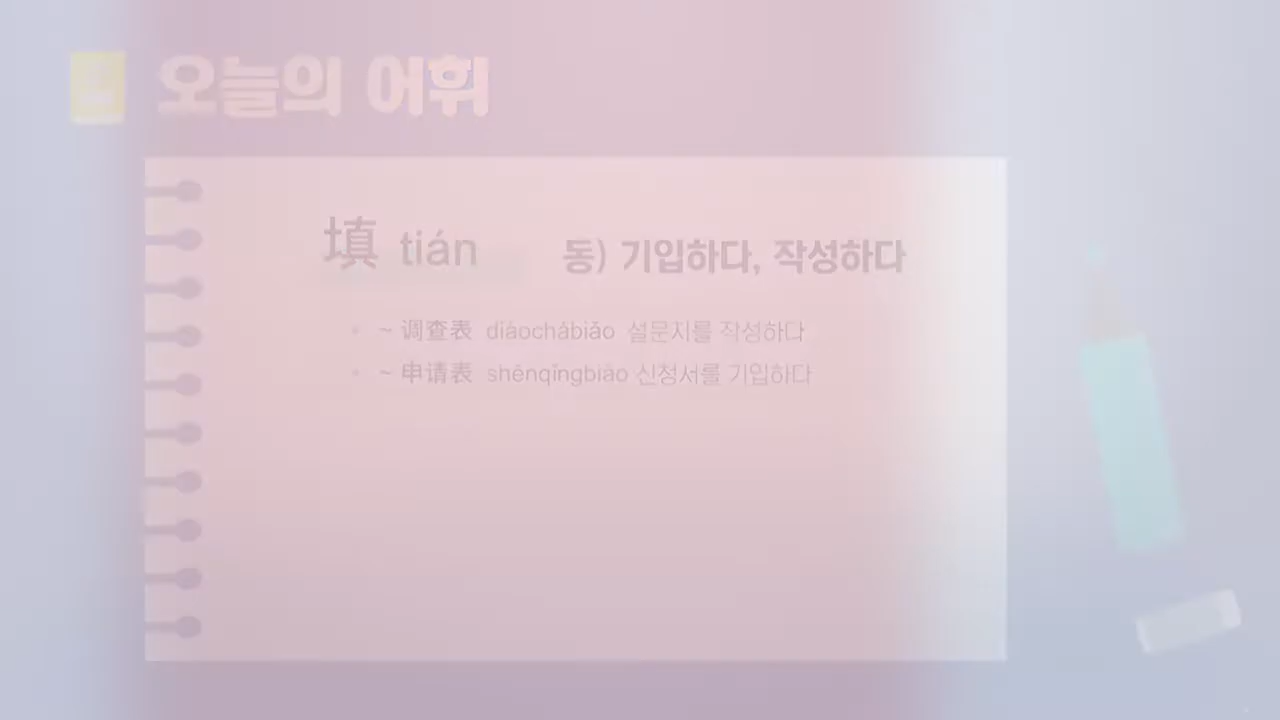 오늘의 어휘
填 tián 동) 기입하다, 작성하다
• ~ 调查表 diàochábiǎo 설문지를 작성하다
• ~ 申请表 shēnqǐngbiǎo 신청서를 기입하다